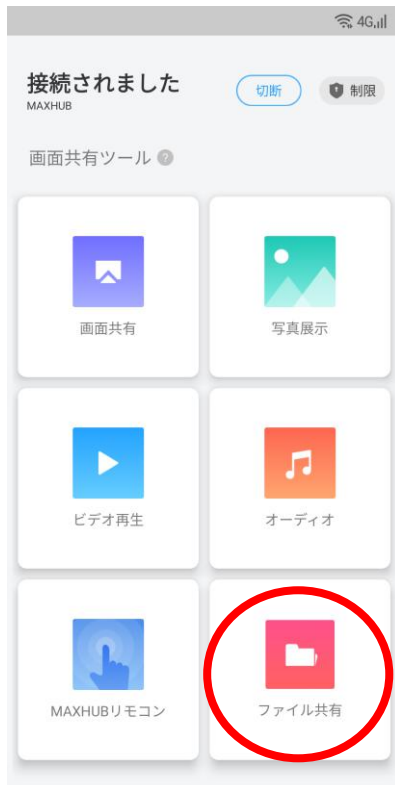 4G
接続されました
MAXHUB
切断
制限
画面共有ツール ?
画面共有
写真展示
ビデオ再生
オーディオ
MAXHUBリモコン
ファイル共有